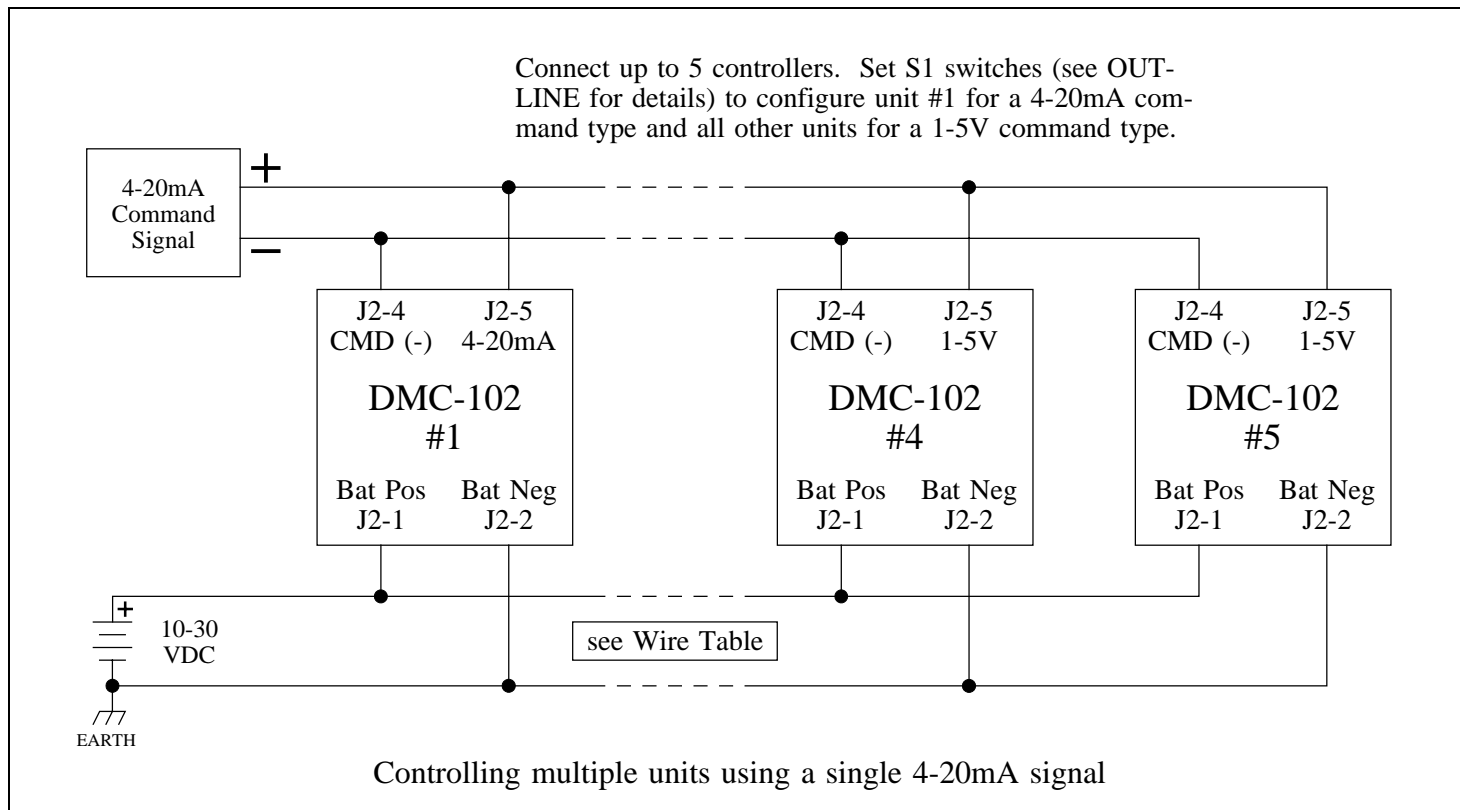 Connect up to 5 controllers. Set S1 switches (see OUT-
LINE for details) to configure unit #1 for a 4-20mA com-
mand type and all other units for a 1-5V command type.
4-20mA
Command
Signal
+
−
J2-4 J2-5
CMD (-) 4-20mA
DMC-102
#1
Bat Pos Bat Neg
J2-1 J2-2
J2-4 J2-5
CMD (-) 1-5V
DMC-102
#4
Bat Pos Bat Neg
J2-1 J2-2
J2-4 J2-5
CMD (-) 1-5V
DMC-102
#5
Bat Pos Bat Neg
J2-1 J2-2
+
10-30
VDC
see Wire Table
EARTH
Controlling multiple units using a single 4-20mA signal